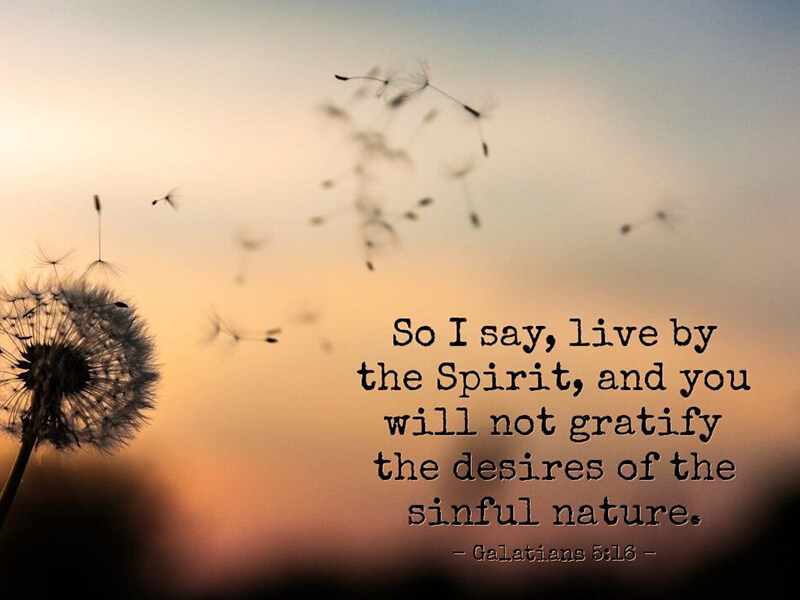 So I say, live by
the Spirit, and you
will not gratify
the desires of the
sinful nature.
– Galatians 5:16 –